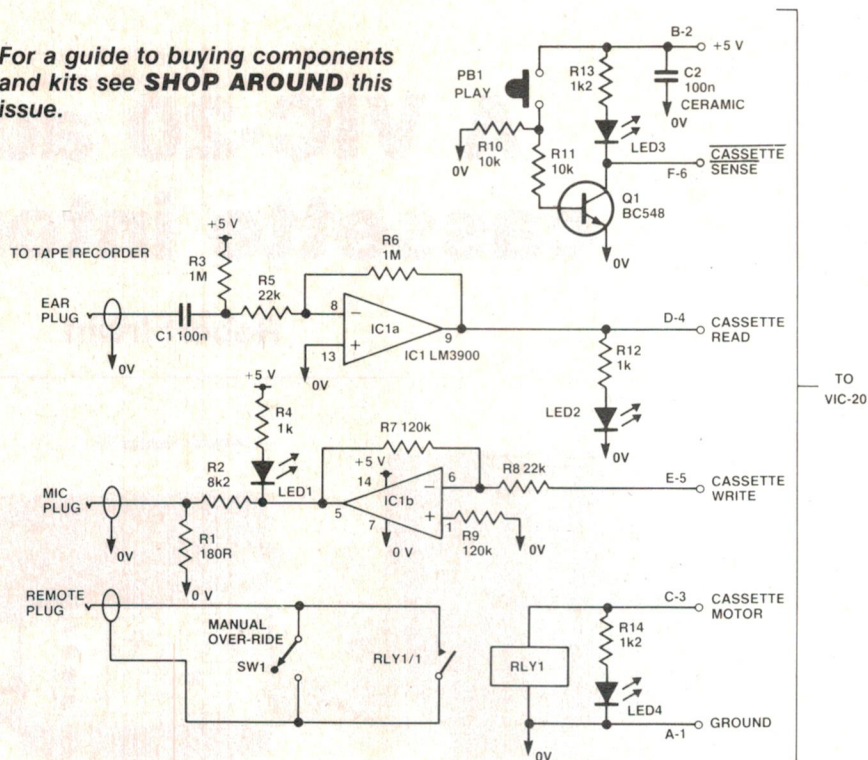 For a guide to buying components
and kits see SHOP AROUND this
issue.
B-2
+5 V
PB1
PLAY
R13
1k2
C2
100n
CERAMIC
0V
R10
10k
0V
R11
10k
LED3
F-6
CASSETTE
SENSE
Q1
BC548
0V
TO TAPE RECORDER
+5 V
R3
1M
R5
22k
R6
1M
EAR
PLUG
C1 100n
0V
8
−
IC1a
+
13
9
IC1 LM3900
0V
D-4
CASSETTE
READ
R12
1k
LED2
0V
TO
VIC-20
+5 V
R4
1k
LED1
R7 120k
+5 V
14
6
−
R8 22k
E-5
CASSETTE
WRITE
MIC
PLUG
R2
8k2
5
IC1b
+
7
1
R9
120k
0V
0V
R1
180R
0 V
0 V
REMOTE
PLUG
MANUAL
OVER-RIDE
SW1
RLY1/1
RLY1
C-3
CASSETTE
MOTOR
R14
1k2
LED4
A-1
GROUND
0V